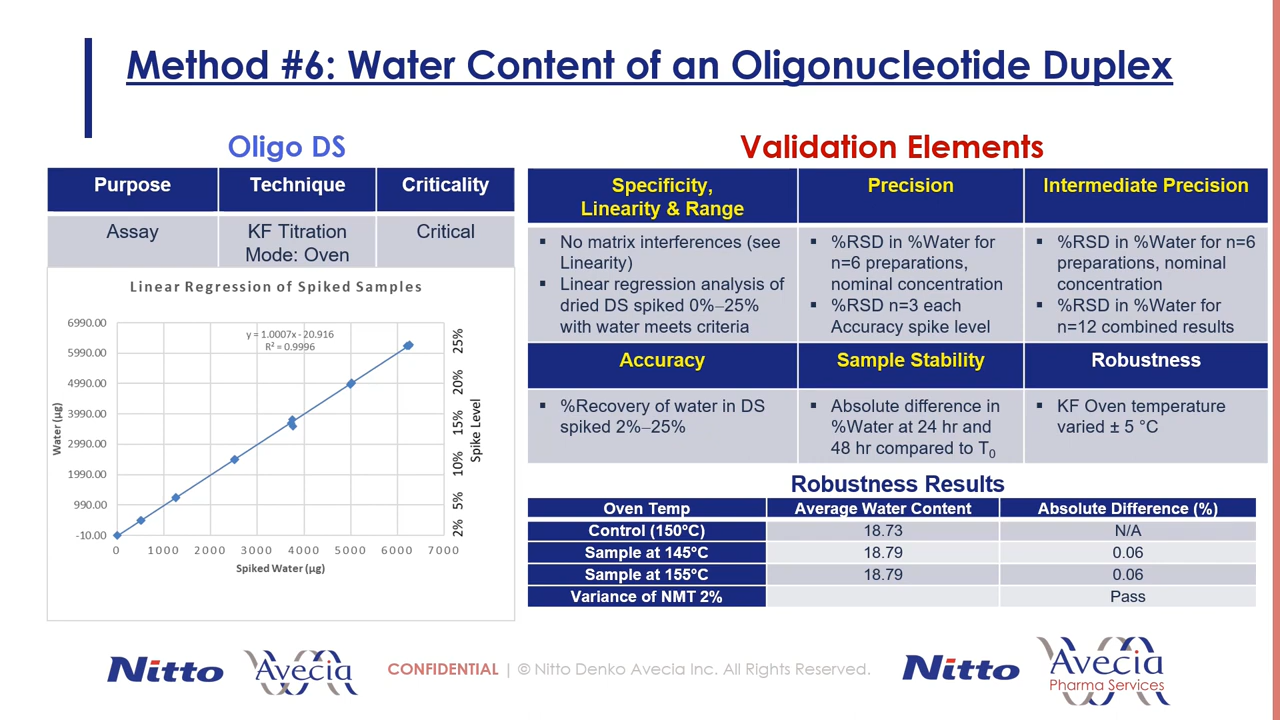 Method #6: Water Content of an Oligonucleotide Duplex
Oligo DS
Purpose Technique Criticality
Assay KF Titration Critical
Mode: Oven
Linear Regression of Spiked Samples
y = 1.0007x - 20.916
R² = 0.9996
6990.00
5990.00
4990.00
3990.00
2990.00
1990.00
990.00
-10.00
Water (µg)
0 1000 2000 3000 4000 5000 6000 7000
Spiked Water (µg)
25%
20%
15%
10%
5%
2%
Spike Level
Validation Elements
Specificity,
Linearity & Range
Precision
Intermediate Precision
▪ No matrix interferences (see
Linearity)
▪ Linear regression analysis of
dried DS spiked 0%–25%
with water meets criteria
▪ %RSD in %Water for
n=6 preparations,
nominal concentration
▪ %RSD n=3 each
Accuracy spike level
▪ %RSD in %Water for n=6
preparations, nominal
concentration
▪ %RSD in %Water for
n=12 combined results
Accuracy
Sample Stability
Robustness
▪ %Recovery of water in DS
spiked 2%–25%
▪ Absolute difference in
%Water at 24 hr and
48 hr compared to T₀
▪ KF Oven temperature
varied ± 5 °C
Robustness Results
Oven Temp Average Water Content Absolute Difference (%)
Control (150°C) 18.73 N/A
Sample at 145°C 18.79 0.06
Sample at 155°C 18.79 0.06
Variance of NMT 2% Pass
Nitto Avecia
CONFIDENTIAL | © Nitto Denko Avecia Inc. All Rights Reserved.
Nitto Avecia
Pharma Services